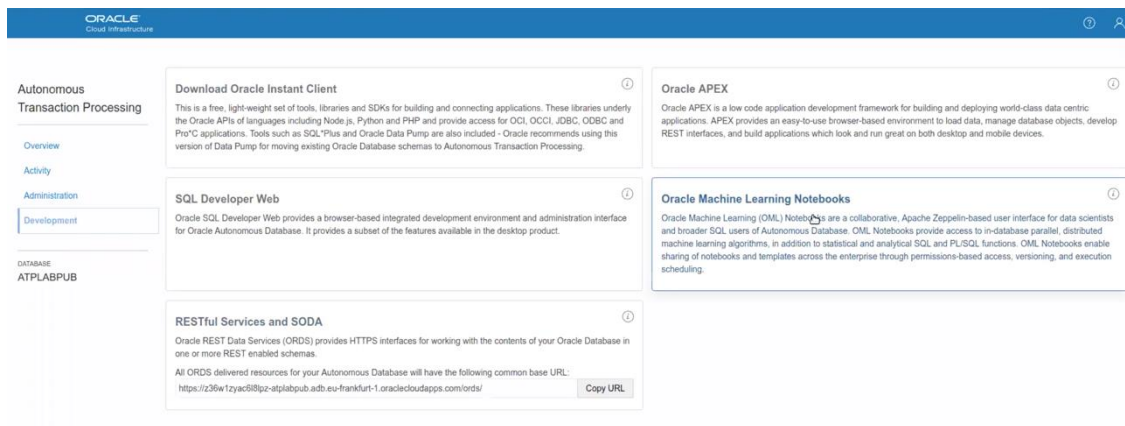 ORACLE
Cloud Infrastructure
Autonomous
Transaction Processing
Overview
Activity
Administration
Development
DATABASE
ATPLABPUB
Download Oracle Instant Client
This is a free, light-weight set of tools, libraries and SDKs for building and connecting applications. These libraries underly
the Oracle APIs of languages including Node.js, Python and PHP and provide access for OCI, OCCI, JDBC, ODBC and
Pro*C applications. Tools such as SQL*Plus and Oracle Data Pump are also included - Oracle recommends using this
version of Data Pump for moving existing Oracle Database schemas to Autonomous Transaction Processing.
Oracle APEX
Oracle APEX is a low code application development framework for building and deploying world-class data centric
applications. APEX provides an easy-to-use browser-based environment to load data, manage database objects, develop
REST interfaces, and build applications which look and run great on both desktop and mobile devices.
SQL Developer Web
Oracle SQL Developer Web provides a browser-based integrated development environment and administration interface
for Oracle Autonomous Database. It provides a subset of the features available in the desktop product.
Oracle Machine Learning Notebooks
Oracle Machine Learning (OML) Notebooks are a collaborative, Apache Zeppelin-based user interface for data scientists
and broader SQL users of Autonomous Database. OML Notebooks provide access to in-database parallel, distributed
machine learning algorithms, in addition to statistical and analytical SQL and PL/SQL functions. OML Notebooks enable
sharing of notebooks and templates across the enterprise through permissions-based access, versioning, and execution
scheduling.
RESTful Services and SODA
Oracle REST Data Services (ORDS) provides HTTPS interfaces for working with the contents of your Oracle Database in
one or more REST enabled schemas.
All ORDS delivered resources for your Autonomous Database will have the following common base URL:
https://z36w1zyac6l8lpz-atplabpub.adb.eu-frankfurt-1.oraclecloudapps.com/ords/ Copy URL